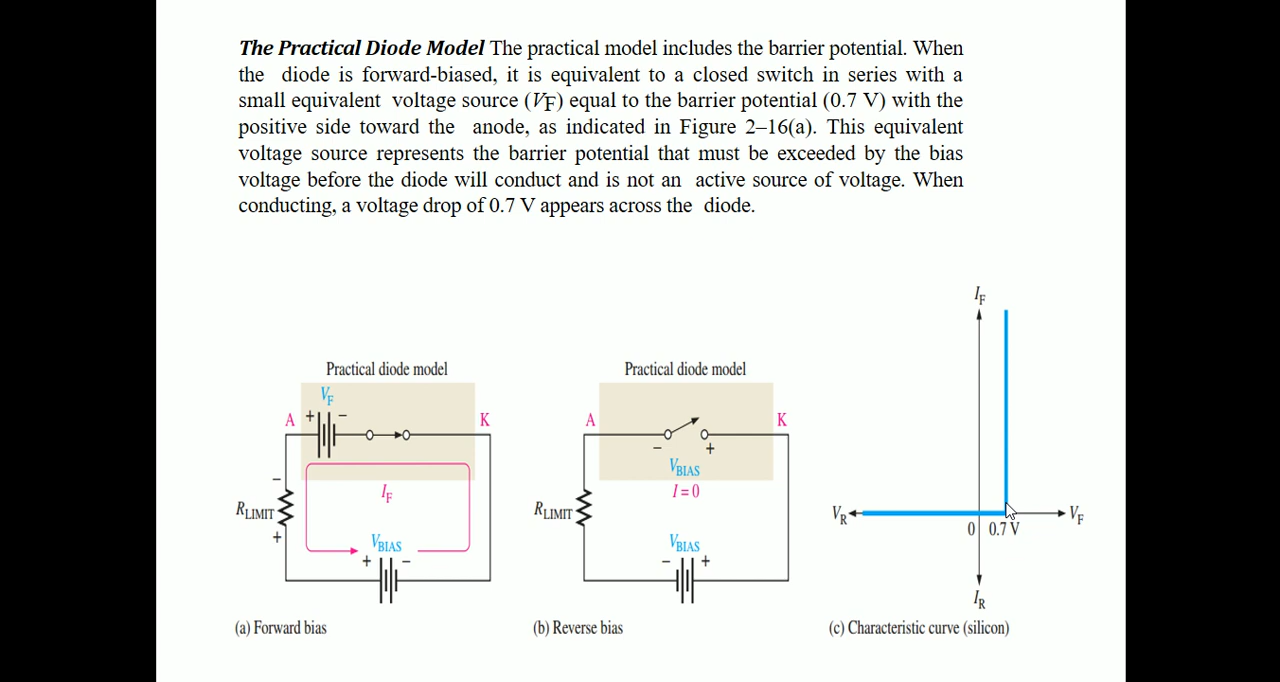 The Practical Diode Model The practical model includes the barrier potential. When
the diode is forward-biased, it is equivalent to a closed switch in series with a
small equivalent voltage source (VF) equal to the barrier potential (0.7 V) with the
positive side toward the anode, as indicated in Figure 2–16(a). This equivalent
voltage source represents the barrier potential that must be exceeded by the bias
voltage before the diode will conduct and is not an active source of voltage. When
conducting, a voltage drop of 0.7 V appears across the diode.
Practical diode model
VF
A + − K
−
RLIMIT
+
IF
VBIAS
+ −
(a) Forward bias
Practical diode model
A K
− +
VBIAS
I = 0
RLIMIT
VBIAS
− +
(b) Reverse bias
IF
VR VF
0 0.7 V
IR
(c) Characteristic curve (silicon)